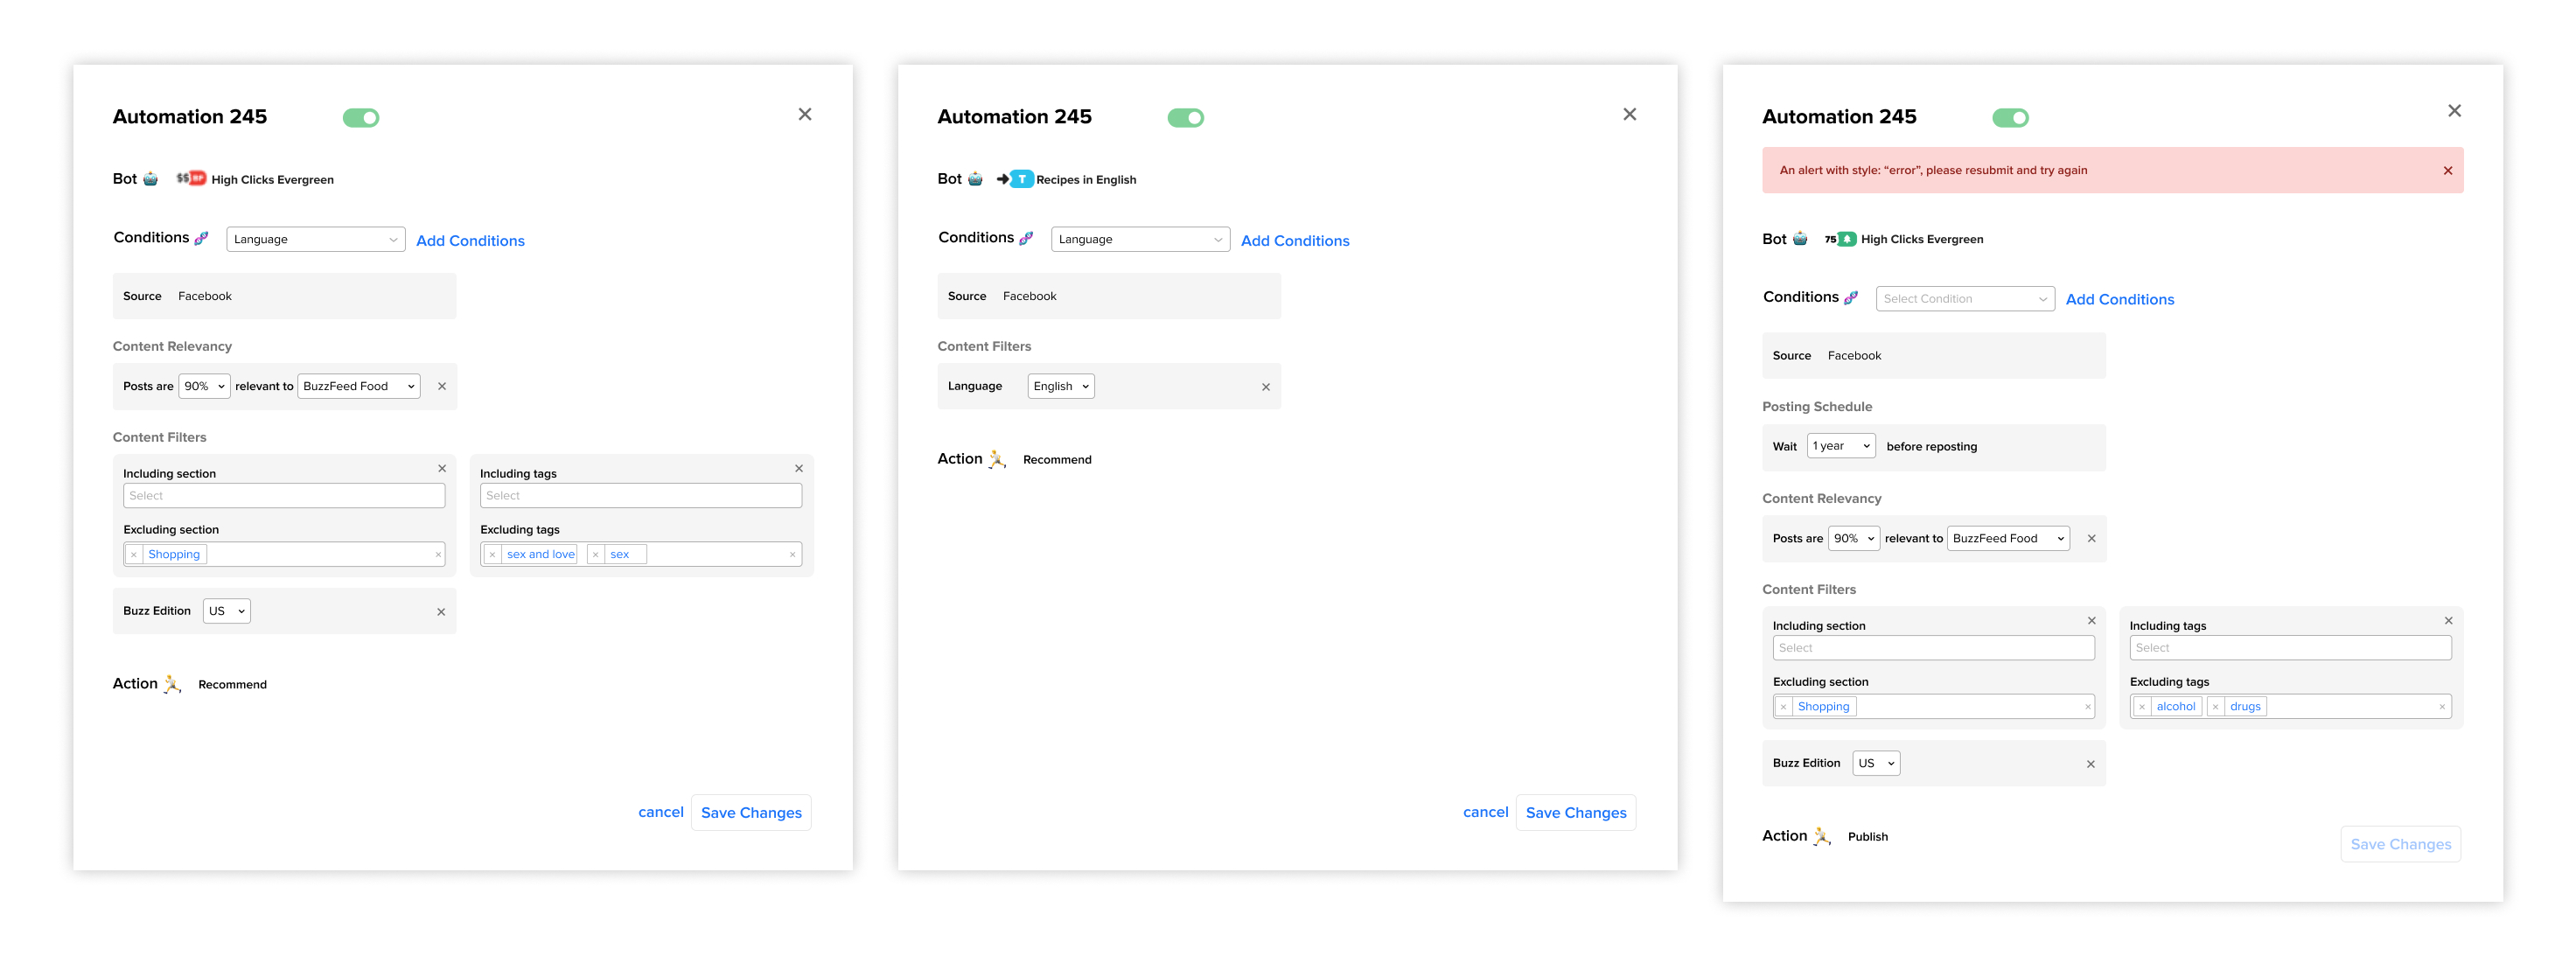 Automation 245
Bot $$ BF High Clicks Evergreen
Conditions Language Add Conditions
Source Facebook
Content Relevancy
Posts are 90% relevant to BuzzFeed Food
Content Filters
Including section
Select
Excluding section
Shopping
Including tags
Select
Excluding tags
sex and love sex
Buzz Edition US
Action Recommend
cancel Save Changes
Automation 245
Bot T Recipes in English
Conditions Language Add Conditions
Source Facebook
Content Filters
Language English
Action Recommend
cancel Save Changes
Automation 245
An alert with style: “error”, please resubmit and try again
Bot 75 High Clicks Evergreen
Conditions Select Condition Add Conditions
Source Facebook
Posting Schedule
Wait 1 year before reposting
Content Relevancy
Posts are 90% relevant to BuzzFeed Food
Content Filters
Including section
Select
Excluding section
Shopping
Including tags
Select
Excluding tags
alcohol drugs
Buzz Edition US
Action Publish
Save Changes